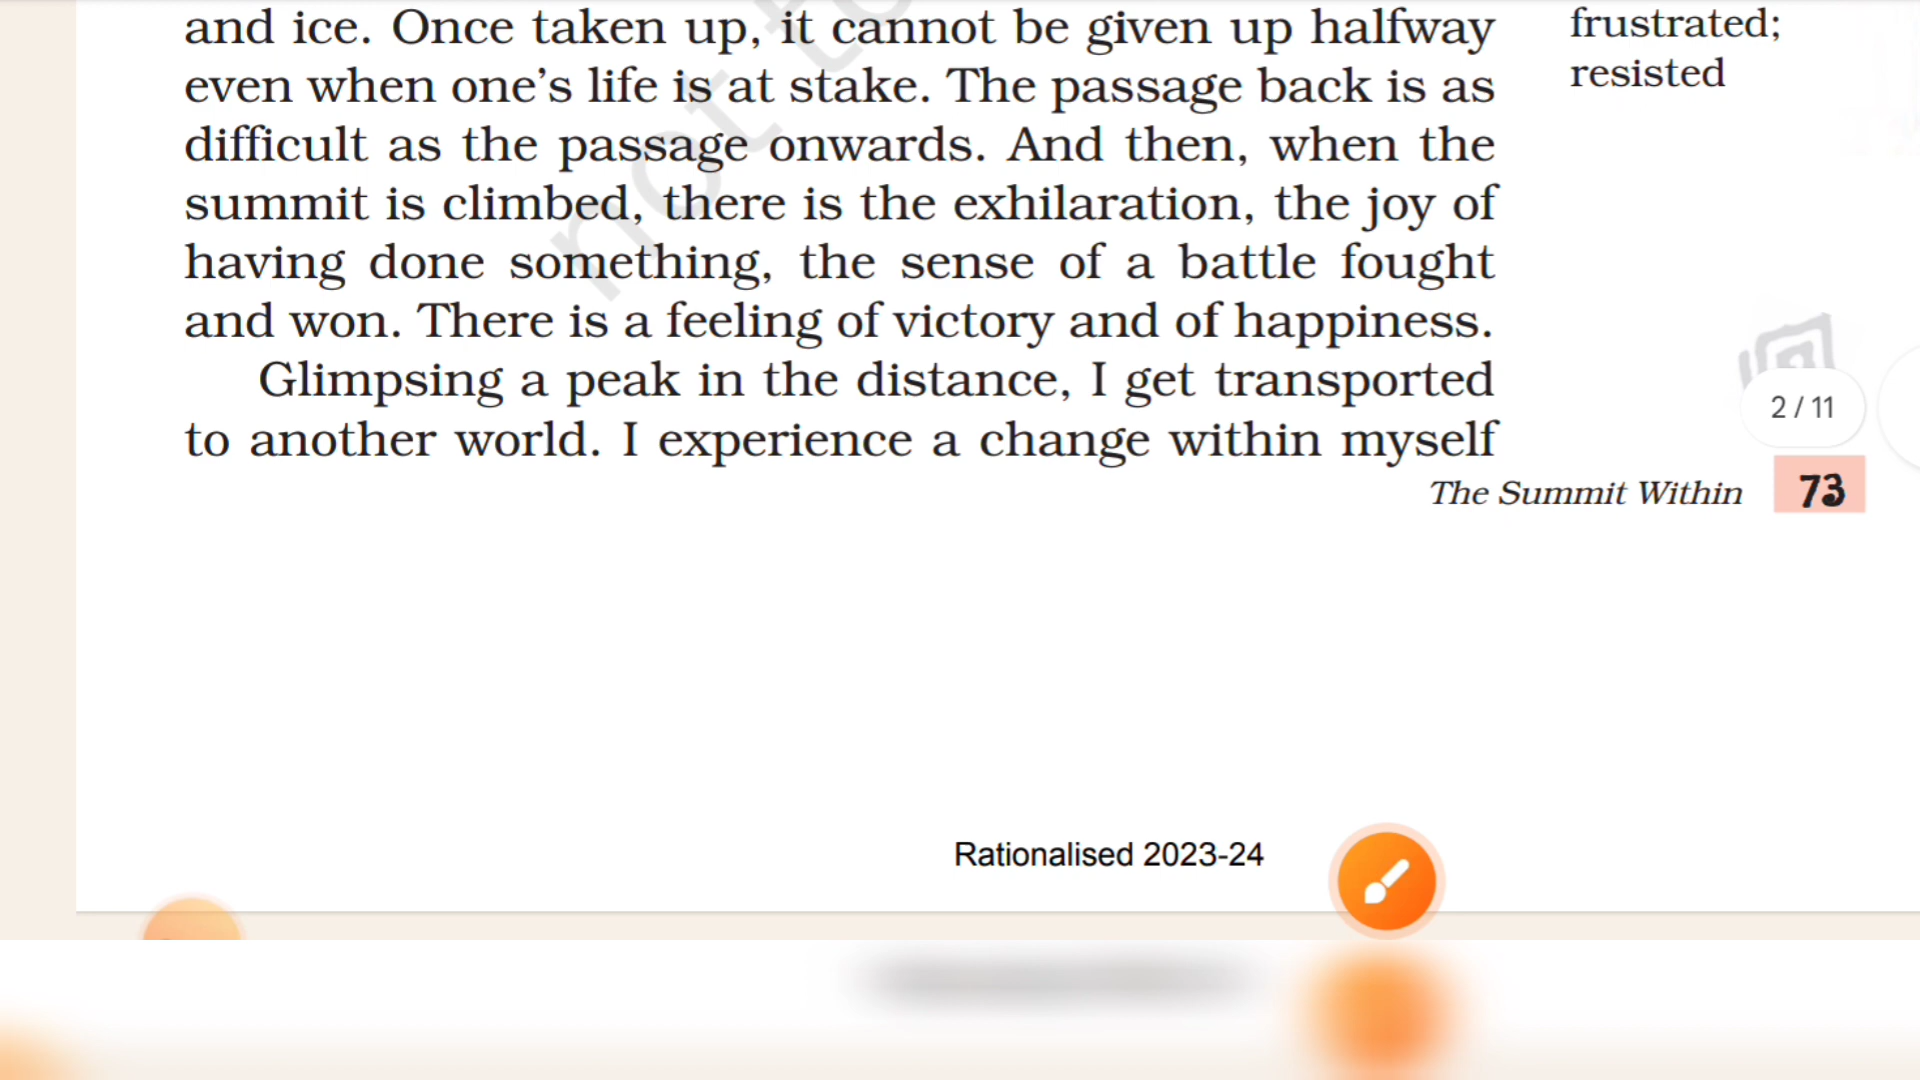 and ice. Once taken up, it cannot be given up halfway
even when one's life is at stake. The passage back is as
difficult as the passage onwards. And then, when the
summit is climbed, there is the exhilaration, the joy of
having done something, the sense of a battle fought
and won. There is a feeling of victory and of happiness.
Glimpsing a peak in the distance, I get transported
to another world. I experience a change within myself
frustrated;
resisted
not to
2 / 11
The Summit Within 73
Rationalised 2023-24